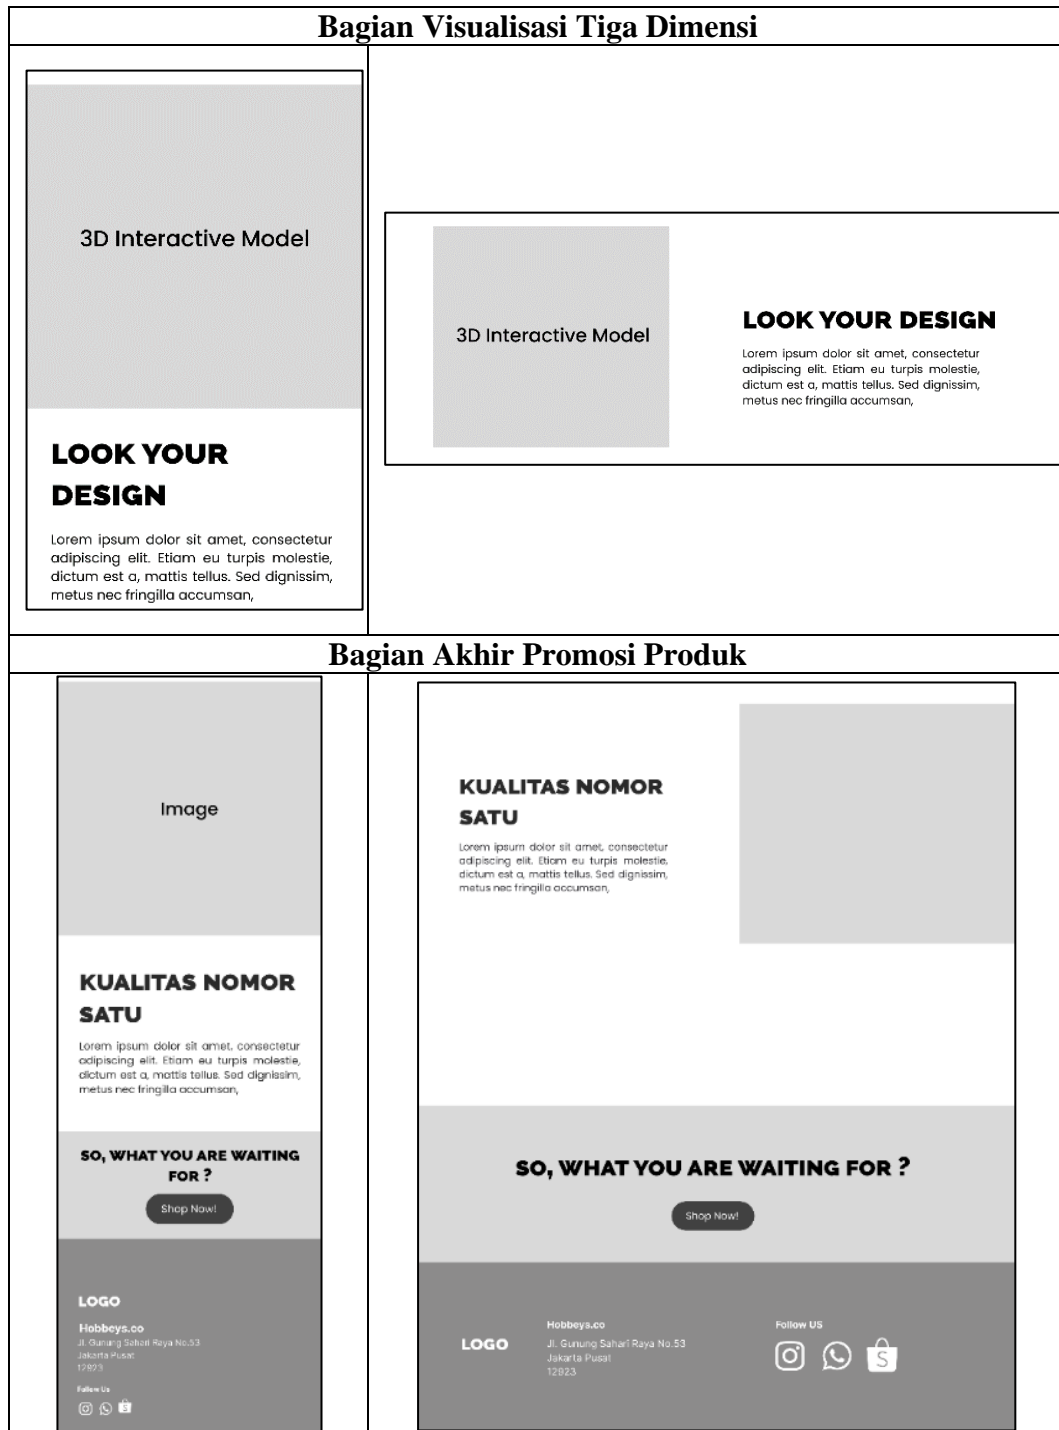 Bagian Visualisasi Tiga Dimensi
3D Interactive Model
LOOK YOUR
DESIGN
Lorem ipsum dolor sit amet, consectetur
adipiscing elit. Etiam eu turpis molestie,
dictum est a, mattis tellus. Sed dignissim,
metus nec fringilla accumsan,
3D Interactive Model
LOOK YOUR DESIGN
Lorem ipsum dolor sit amet, consectetur
adipiscing elit. Etiam eu turpis molestie,
dictum est a, mattis tellus. Sed dignissim,
metus nec fringilla accumsan,
Bagian Akhir Promosi Produk
Image
KUALITAS NOMOR
SATU
Lorem ipsum dolor sit amet, consectetur
adipiscing elit. Etiam eu turpis molestie,
dictum est a, mattis tellus. Sed dignissim,
metus nec fringilla accumsan,
SO, WHAT YOU ARE WAITING
FOR ?
Shop Now!
LOGO
Hobbeys.co
Jl. Gunung Sahari Raya No.53
Jakarta Pusat
12923
Follow Us
KUALITAS NOMOR
SATU
Lorem ipsum dolor sit amet, consectetur
adipiscing elit. Etiam eu turpis molestie,
dictum est a, mattis tellus. Sed dignissim,
metus nec fringilla accumsan,
SO, WHAT YOU ARE WAITING FOR ?
Shop Now!
LOGO
Hobbeys.co
Jl. Gunung Sahari Raya No.53
Jakarta Pusat
12923
Follow US